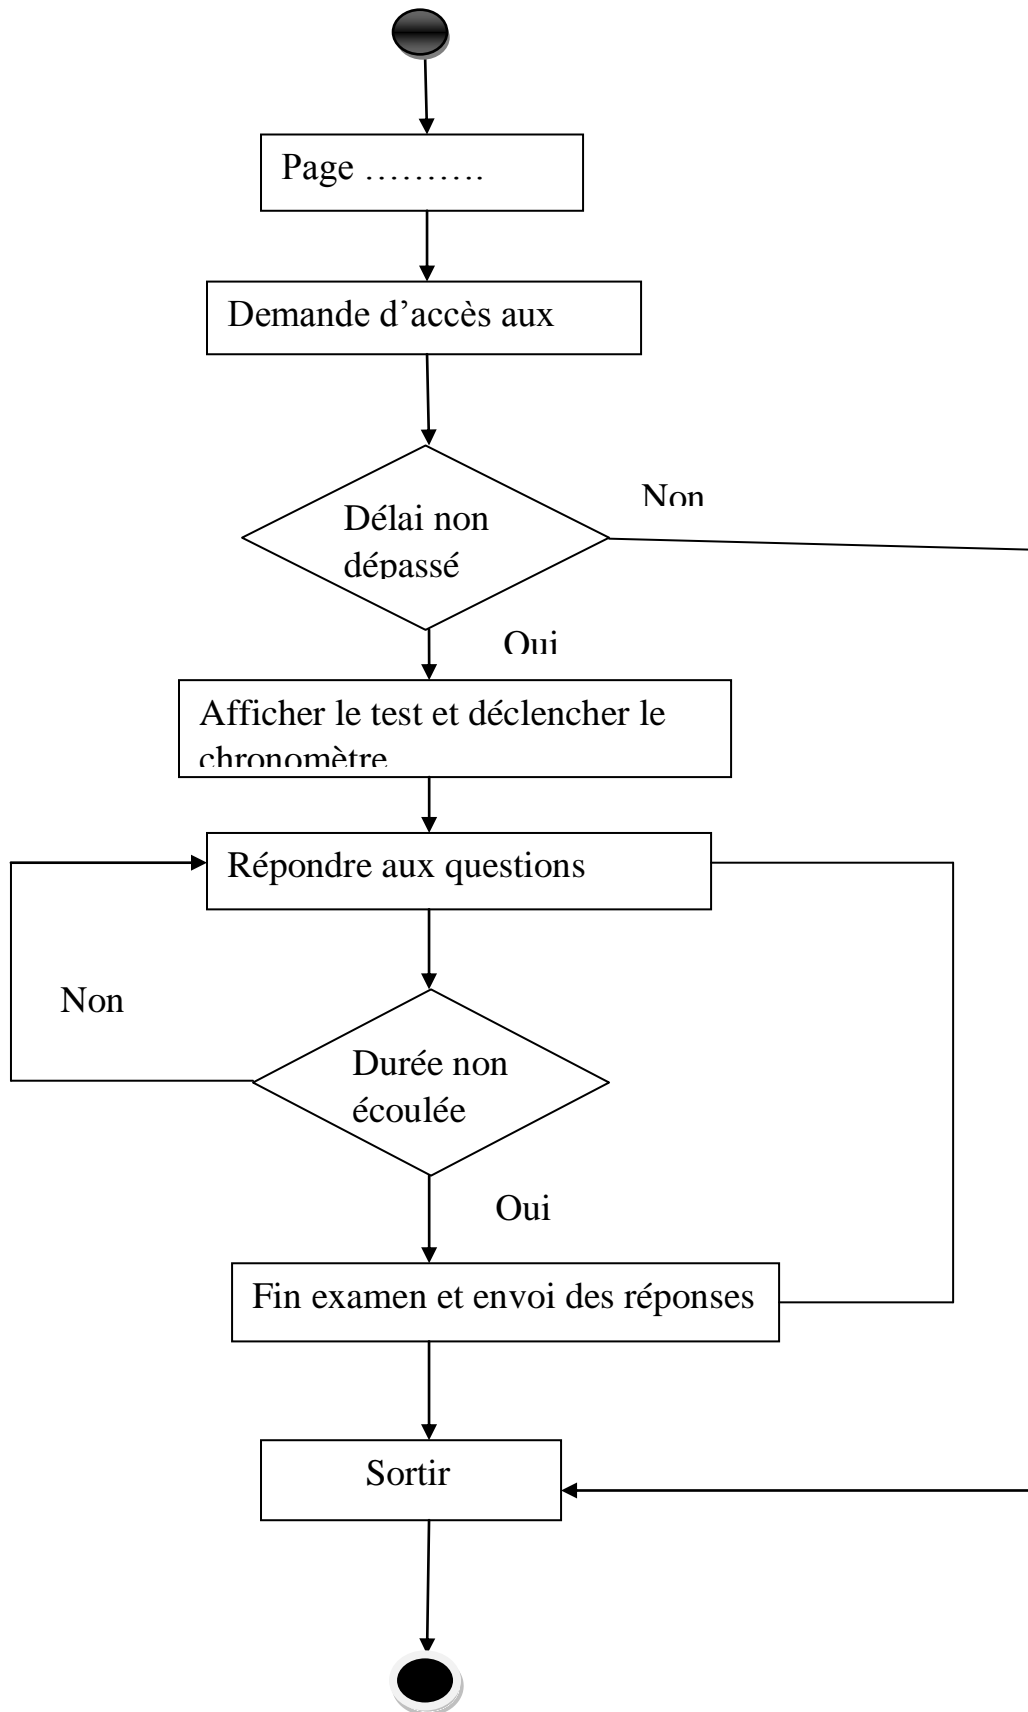 Page ……….
Demande d’accès aux
Non
Délai non
dépassé
Oui
Afficher le test et déclencher le
chronomètre
Répondre aux questions
Non
Durée non
écoulée
Oui
Fin examen et envoi des réponses
Sortir